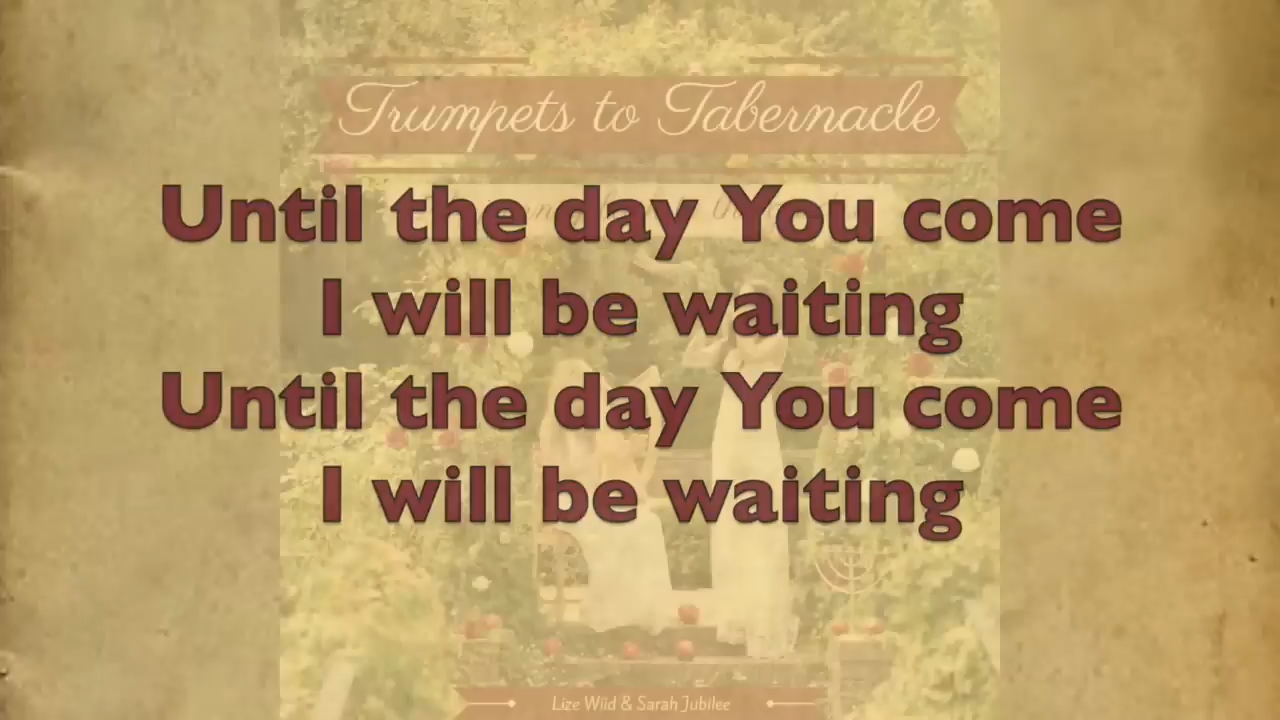 Trumpets to Tabernacle
Until the day You come
I will be waiting
Until the day You come
I will be waiting
Lize Wiid & Sarah Jubilee